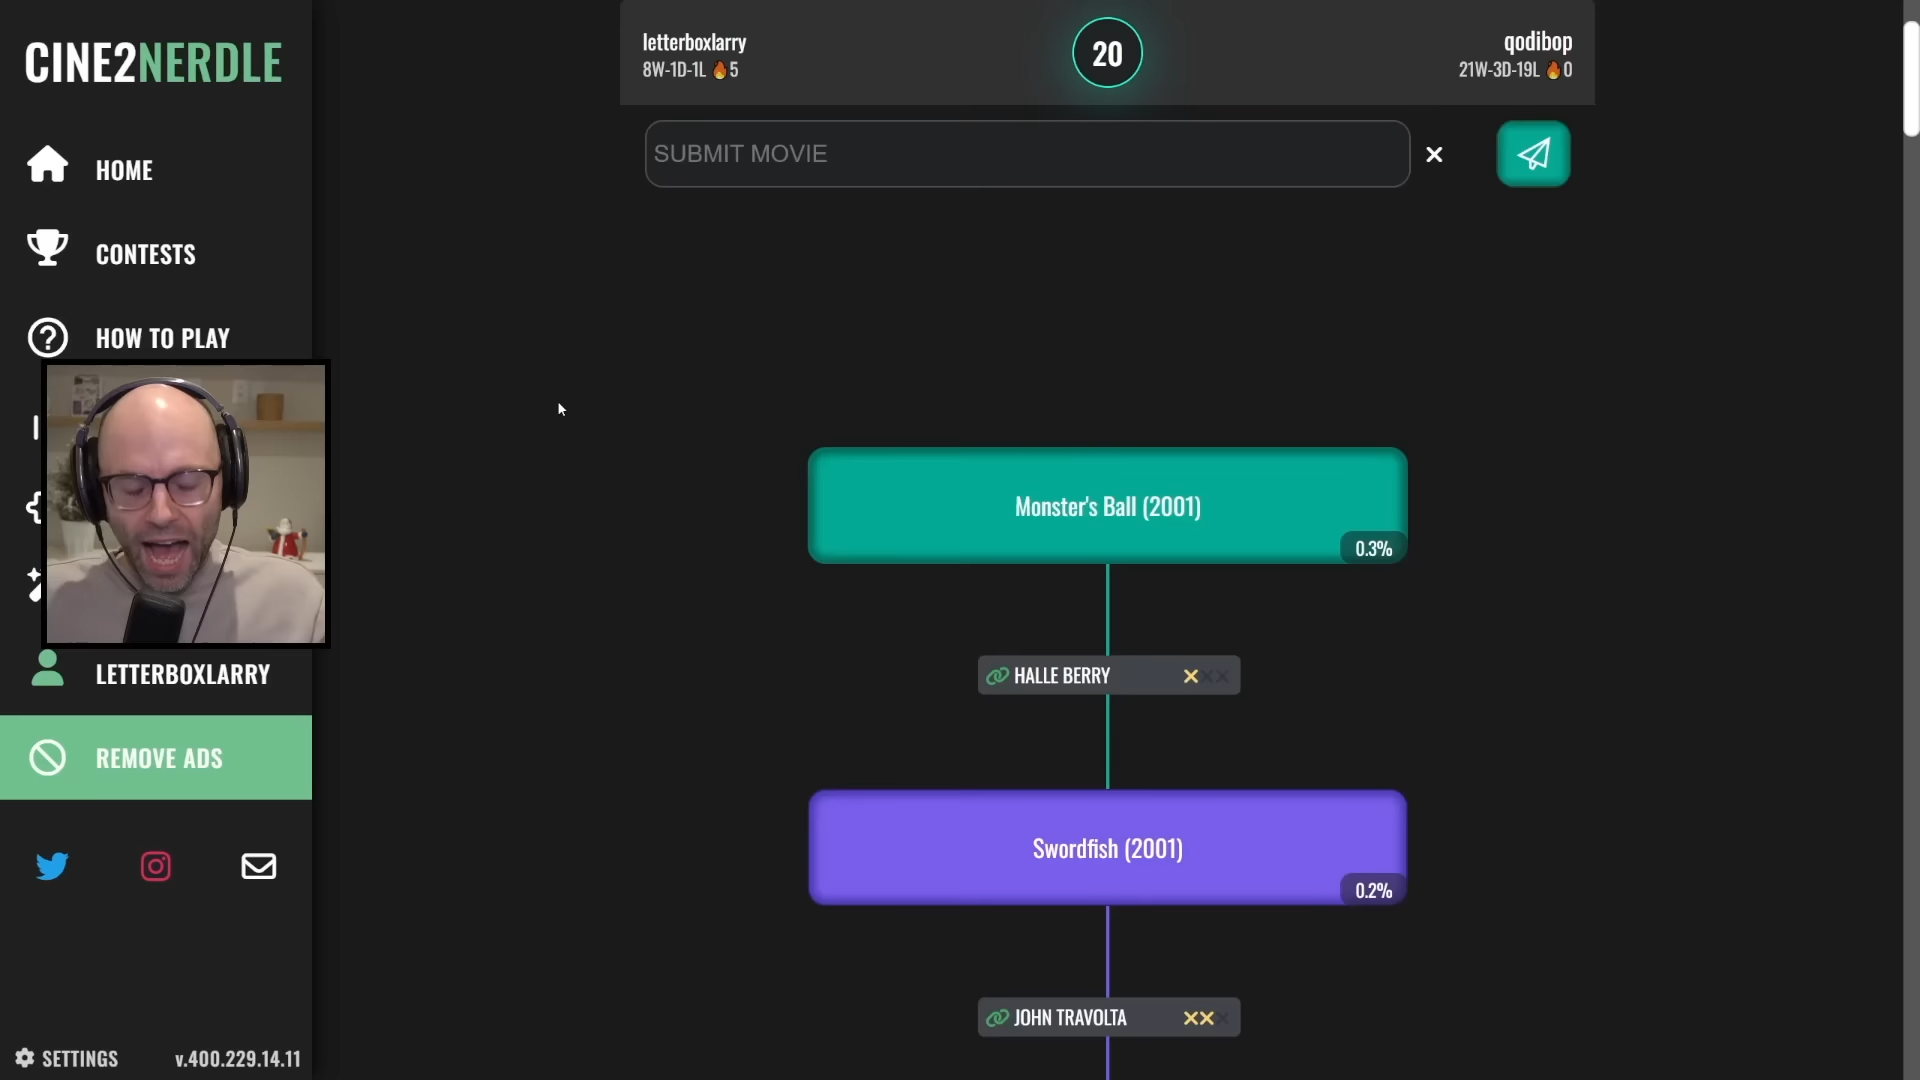 CINE2NERDLE
HOME
CONTESTS
HOW TO PLAY
LETTERBOXLARRY
REMOVE ADS
SETTINGS
v.400.229.14.11
letterboxlarry
8W-1D-1L 🔥5
20
qodibop
21W-3D-19L 🔥0
SUBMIT MOVIE
Monster's Ball (2001)
0.3%
HALLE BERRY
Swordfish (2001)
0.2%
JOHN TRAVOLTA